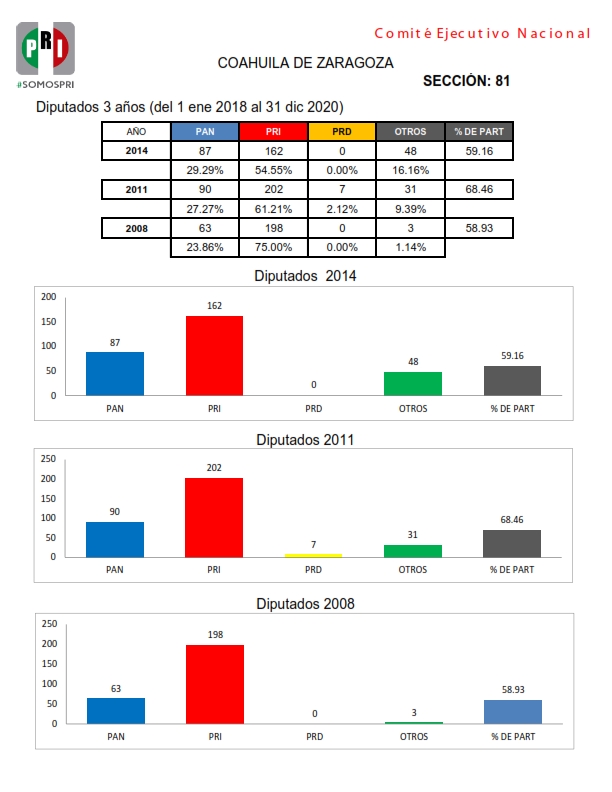 Comité Ejecutivo Nacional
PRI
#SOMOSPRI
COAHUILA DE ZARAGOZA
SECCIÓN: 81
Diputados 3 años (del 1 ene 2018 al 31 dic 2020)
AÑO PAN PRI PRD OTROS % DE PART
2014 87 162 0 48 59.16
29.29% 54.55% 0.00% 16.16%
2011 90 202 7 31 68.46
27.27% 61.21% 2.12% 9.39%
2008 63 198 0 3 58.93
23.86% 75.00% 0.00% 1.14%
Diputados 2014
200
150
100
50
0
87 162 0 48 59.16
PAN PRI PRD OTROS % DE PART
Diputados 2011
250
200
150
100
50
0
90 202 7 31 68.46
PAN PRI PRD OTROS % DE PART
Diputados 2008
250
200
150
100
50
0
63 198 0 3 58.93
PAN PRI PRD OTROS % DE PART